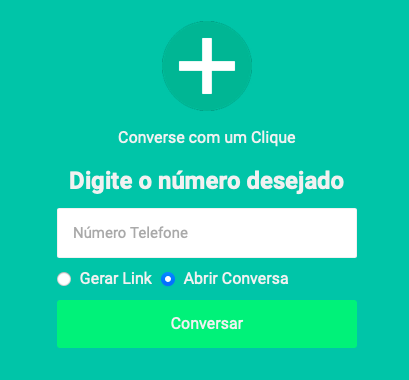 Converse com um Clique
Digite o número desejado
Número Telefone
Gerar Link Abrir Conversa
Conversar